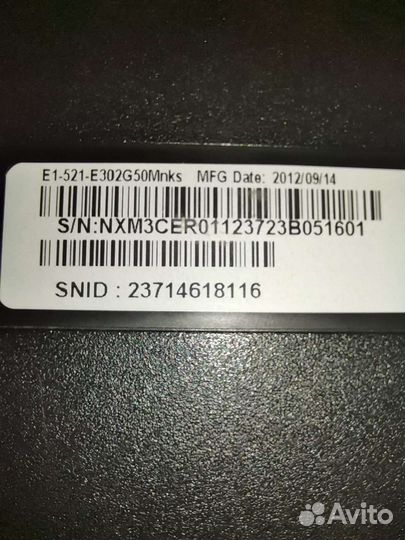 E1-521-E302G50Mnks MFG Date: 2012/09/14
S/N:NXM3CER01123723B051601
SNID : 23714618116
Avito